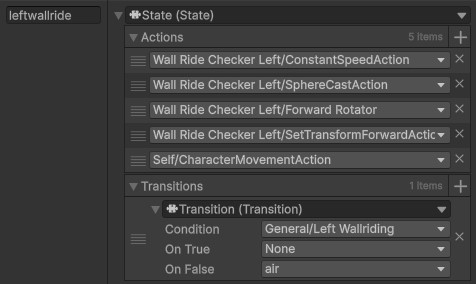 leftwallride
State (State)
Actions 5 Items
Wall Ride Checker Left/ConstantSpeedAction
Wall Ride Checker Left/SphereCastAction
Wall Ride Checker Left/Forward Rotator
Wall Ride Checker Left/SetTransformForwardActic
Self/CharacterMovementAction
Transitions 1 Items
Transition (Transition)
Condition General/Left Wallriding
On True None
On False air